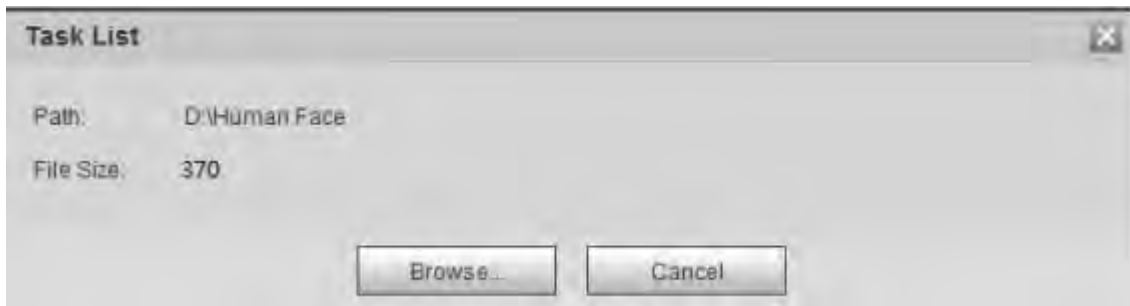 Task List
Path: D:\Human Face
File Size: 370
Browse... Cancel